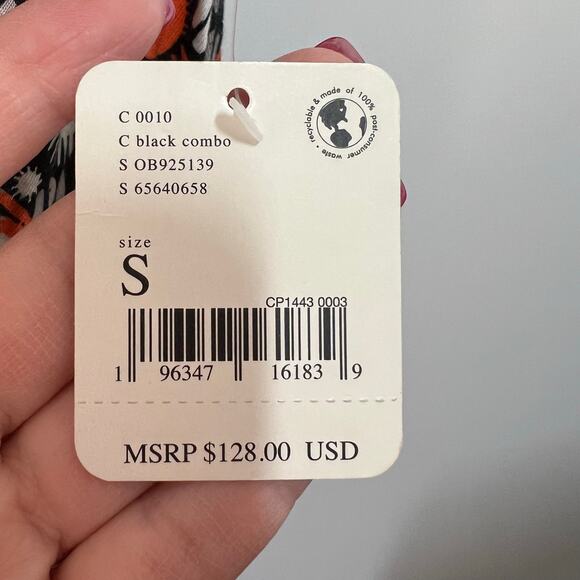 C 0010
C black combo
S OB925139
S 65640658
recyclable & made of 100% post-consumer waste •
size
S
CP1443 0003
1 96347 16183 9
MSRP $128.00 USD